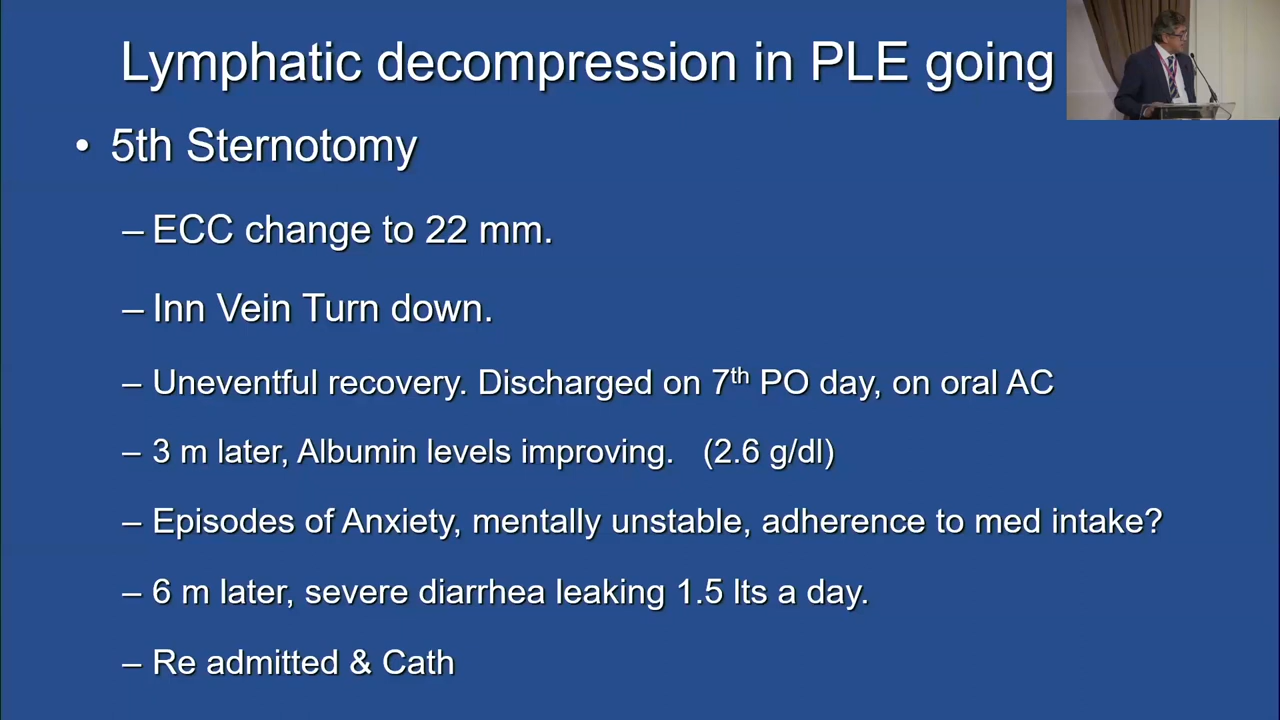 Lymphatic decompression in PLE going
• 5th Sternotomy
– ECC change to 22 mm.
– Inn Vein Turn down.
– Uneventful recovery. Discharged on 7th PO day, on oral AC
– 3 m later, Albumin levels improving. (2.6 g/dl)
– Episodes of Anxiety, mentally unstable, adherence to med intake?
– 6 m later, severe diarrhea leaking 1.5 lts a day.
– Re admitted & Cath